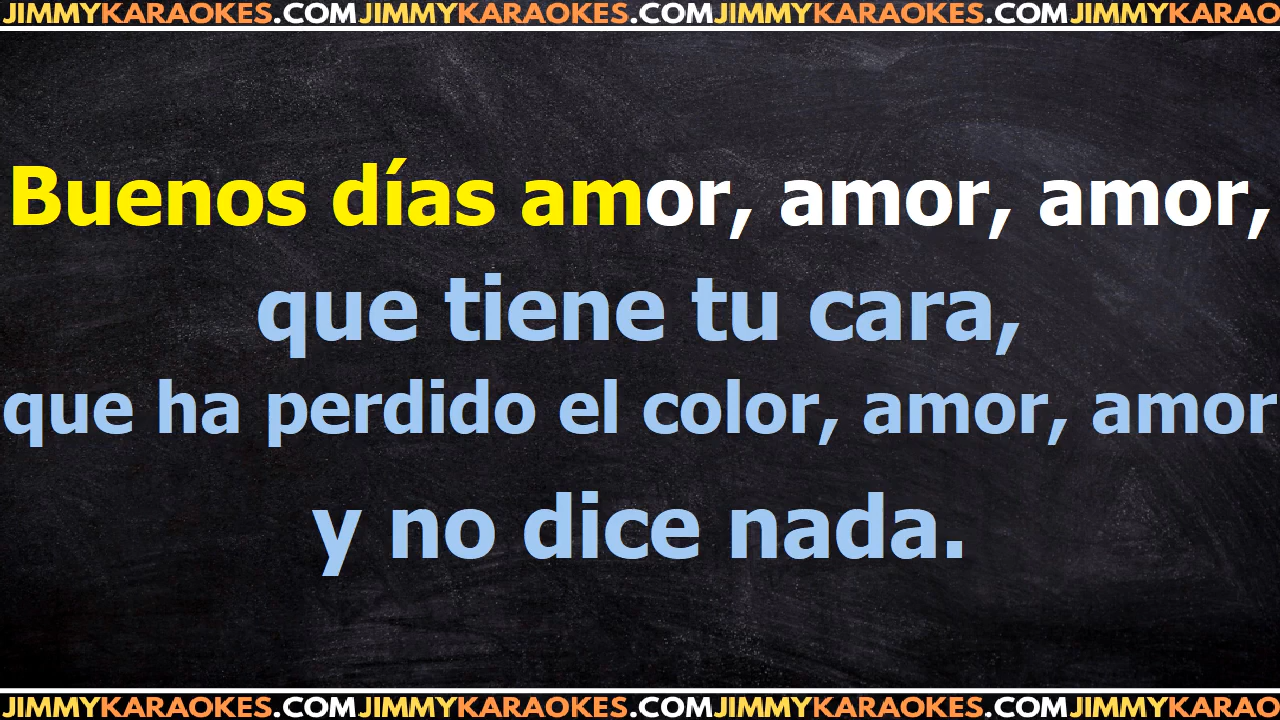 JIMMYKARAOKES.COMJIMMYKARAOKES.COMJIMMYKARAOKES.COMJIMMYKARAO
Buenos días amor, amor, amor,
que tiene tu cara,
que ha perdido el color, amor, amor
y no dice nada.
JIMMYKARAOKES.COMJIMMYKARAOKES.COMJIMMYKARAOKES.COMJIMMYKARAO